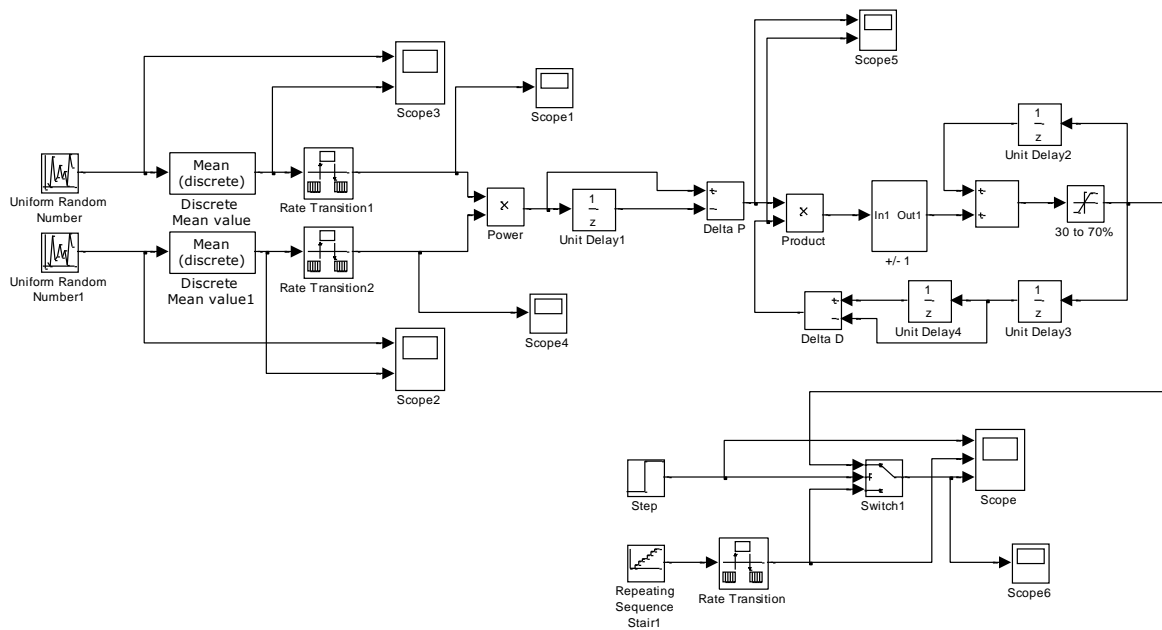 Scope3
Scope1
Scope5
1
z
Unit Delay2
Uniform Random
Number
Mean
(discrete)
Discrete
Mean value
Rate Transition1
×
Power
1
z
Unit Delay1
+
−
Delta P
×
Product
In1 Out1
+/- 1
+
+
30 to 70%
Uniform Random
Number1
Mean
(discrete)
Discrete
Mean value1
Rate Transition2
Scope4
Scope2
+
−
Delta D
1
z
Unit Delay4
1
z
Unit Delay3
Step
Switch1
Scope
Repeating
Sequence
Stair1
Rate Transition
Scope6